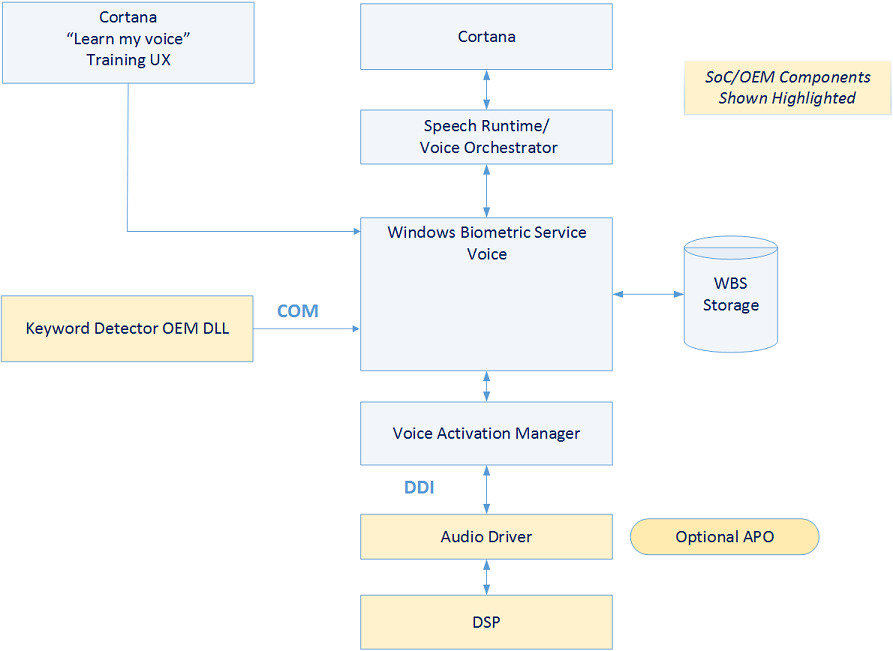 Cortana
“Learn my voice”
Training UX
Cortana
SoC/OEM Components
Shown Highlighted
Speech Runtime/
Voice Orchestrator
Windows Biometric Service
Voice
WBS
Storage
Keyword Detector OEM DLL
COM
Voice Activation Manager
DDI
Audio Driver
Optional APO
DSP